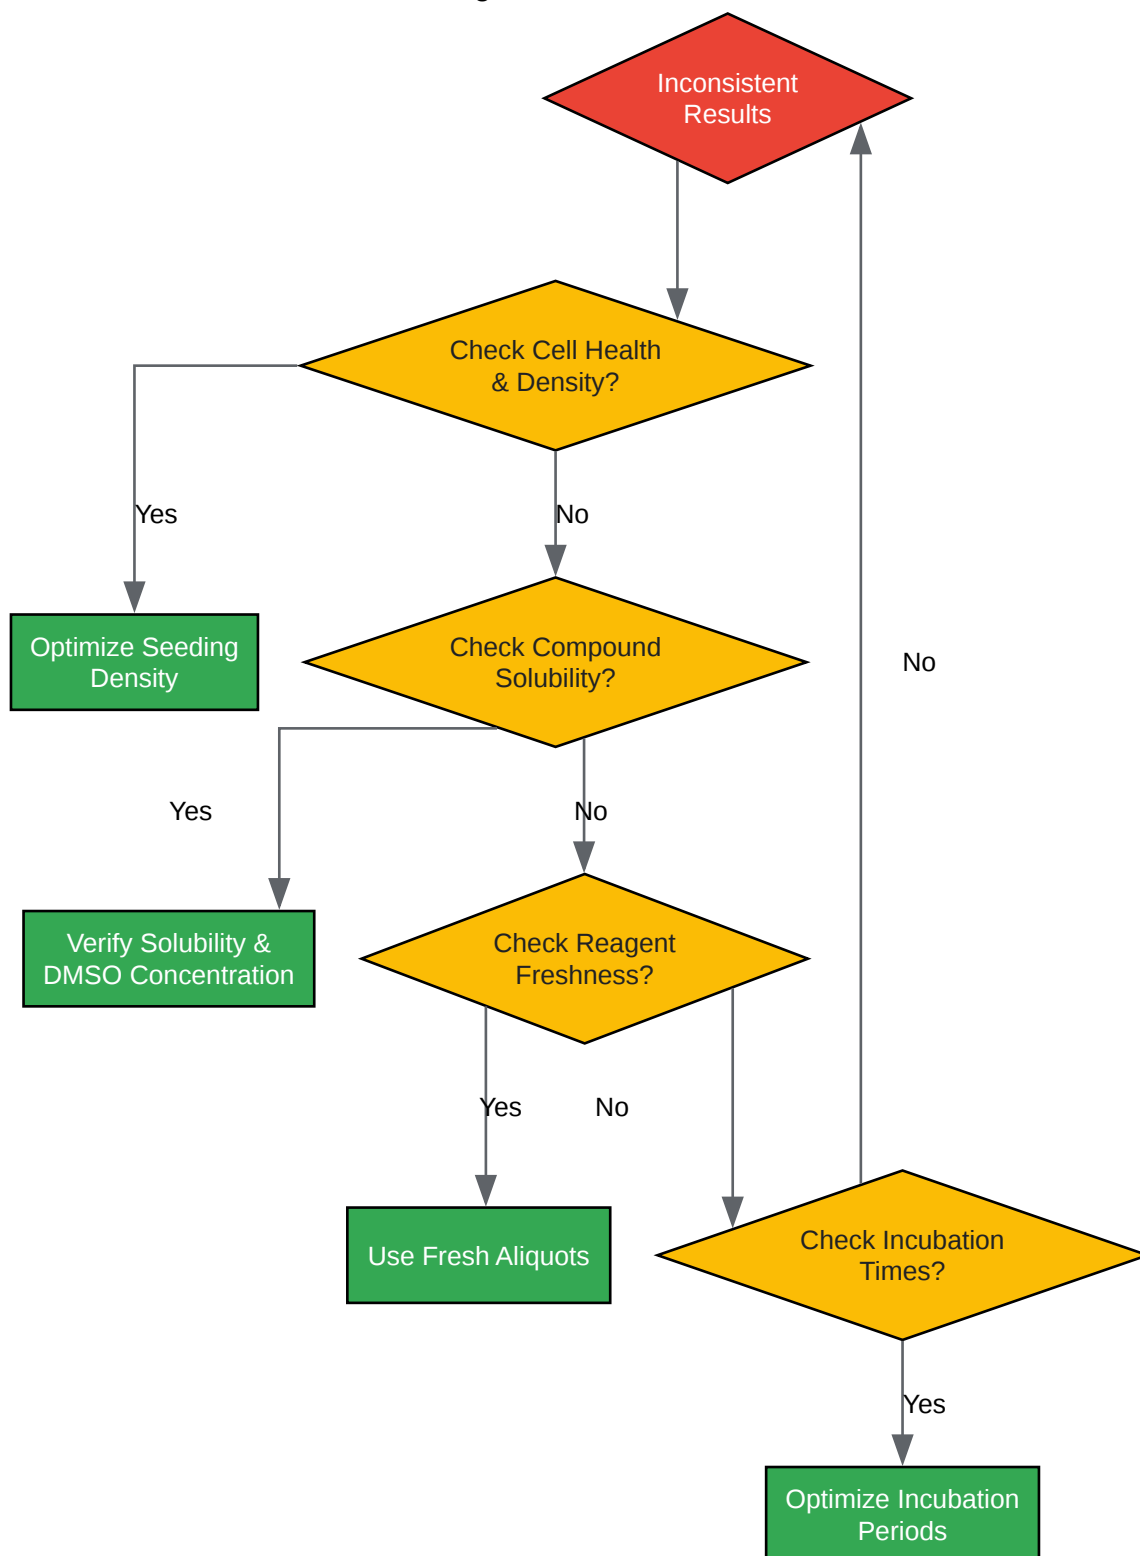 Inconsistent
Results
Check Cell Health
& Density?
Yes
No
Optimize Seeding
Density
Check Compound
Solubility?
No
Yes
No
Verify Solubility &
DMSO Concentration
Check Reagent
Freshness?
Yes
No
Use Fresh Aliquots
Check Incubation
Times?
Yes
Optimize Incubation
Periods